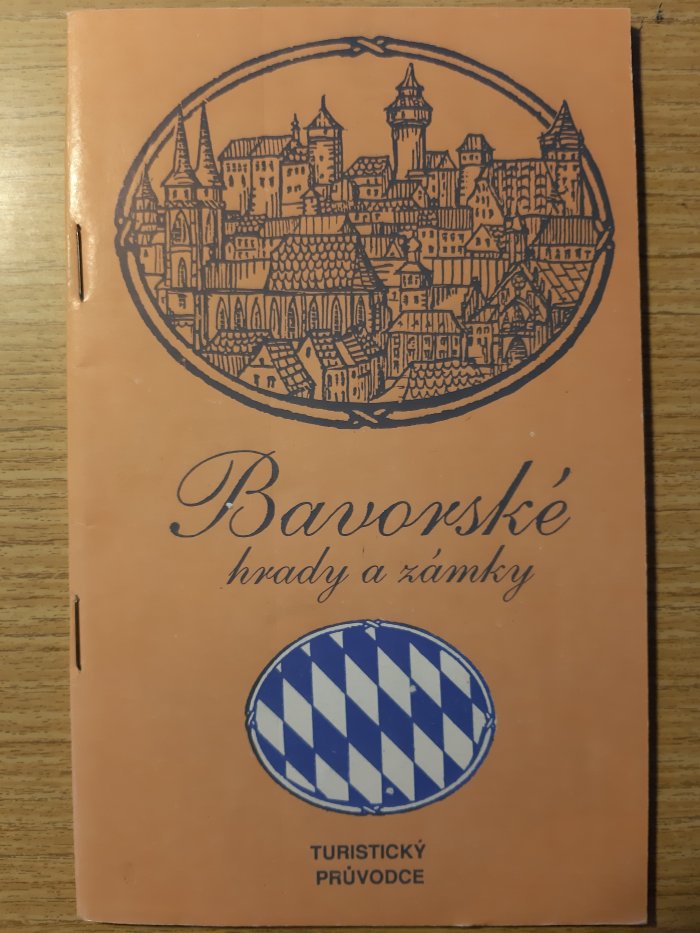 Bavorské
hrady a zámky
TURISTICKÝ
PRŮVODCE